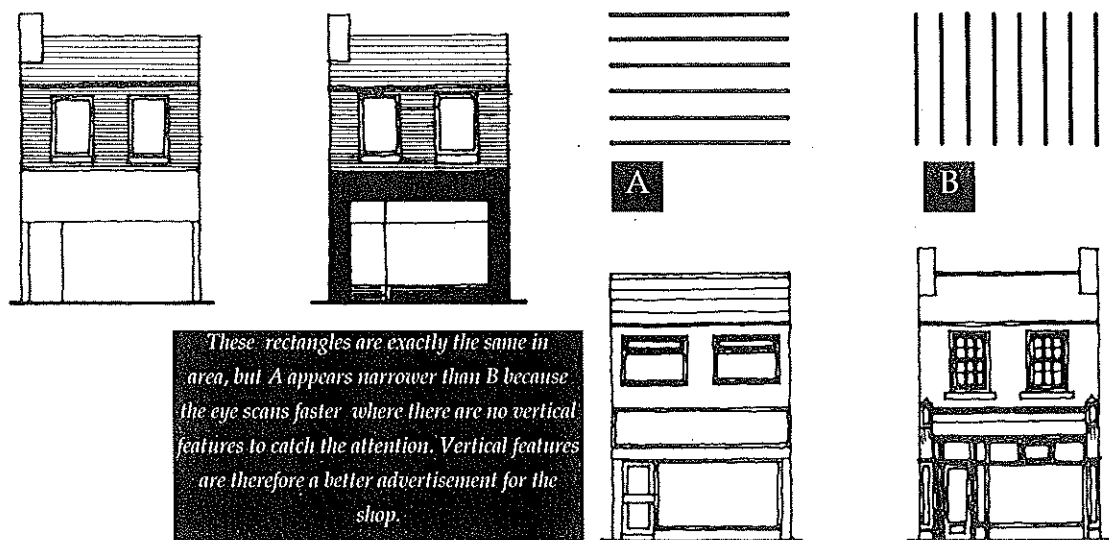 A
B
These rectangles are exactly the same in
area, but A appears narrower than B because
the eye scans faster where there are no vertical
features to catch the attention. Vertical features
are therefore a better advertisement for the
shop.